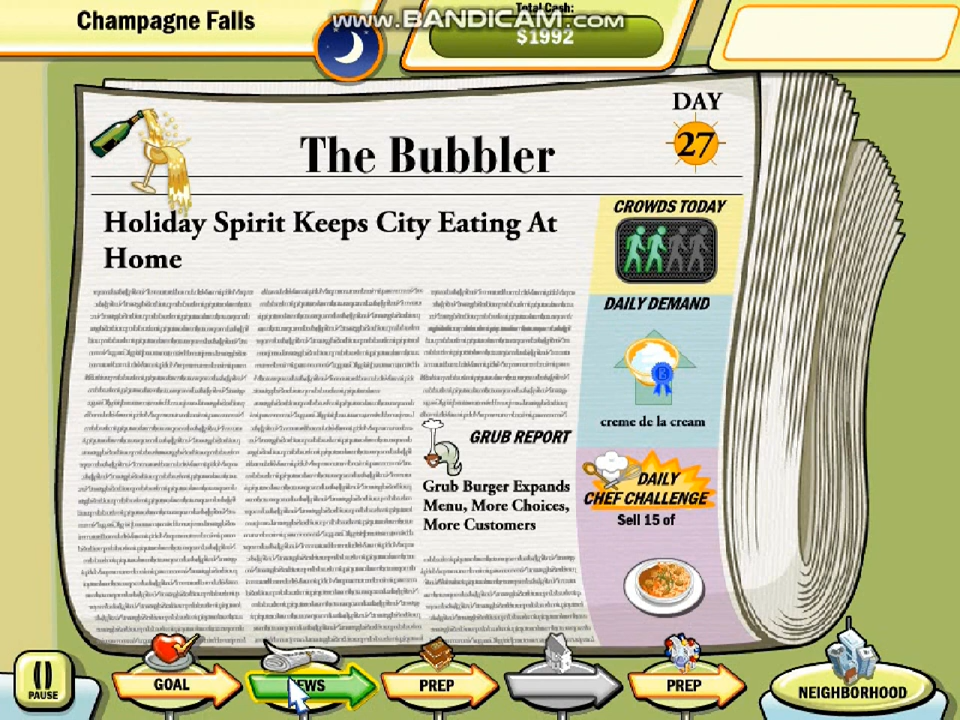 Champagne Falls
www.BANDICAM.com
Total Cash:
$1992
The Bubbler
DAY
27
Holiday Spirit Keeps City Eating At
Home
CROWDS TODAY
DAILY DEMAND
creme de la cream
GRUB REPORT
Grub Burger Expands
Menu, More Choices,
More Customers
DAILY
CHEF CHALLENGE
Sell 15 of
PAUSE
GOAL
NEWS
PREP
PREP
NEIGHBORHOOD